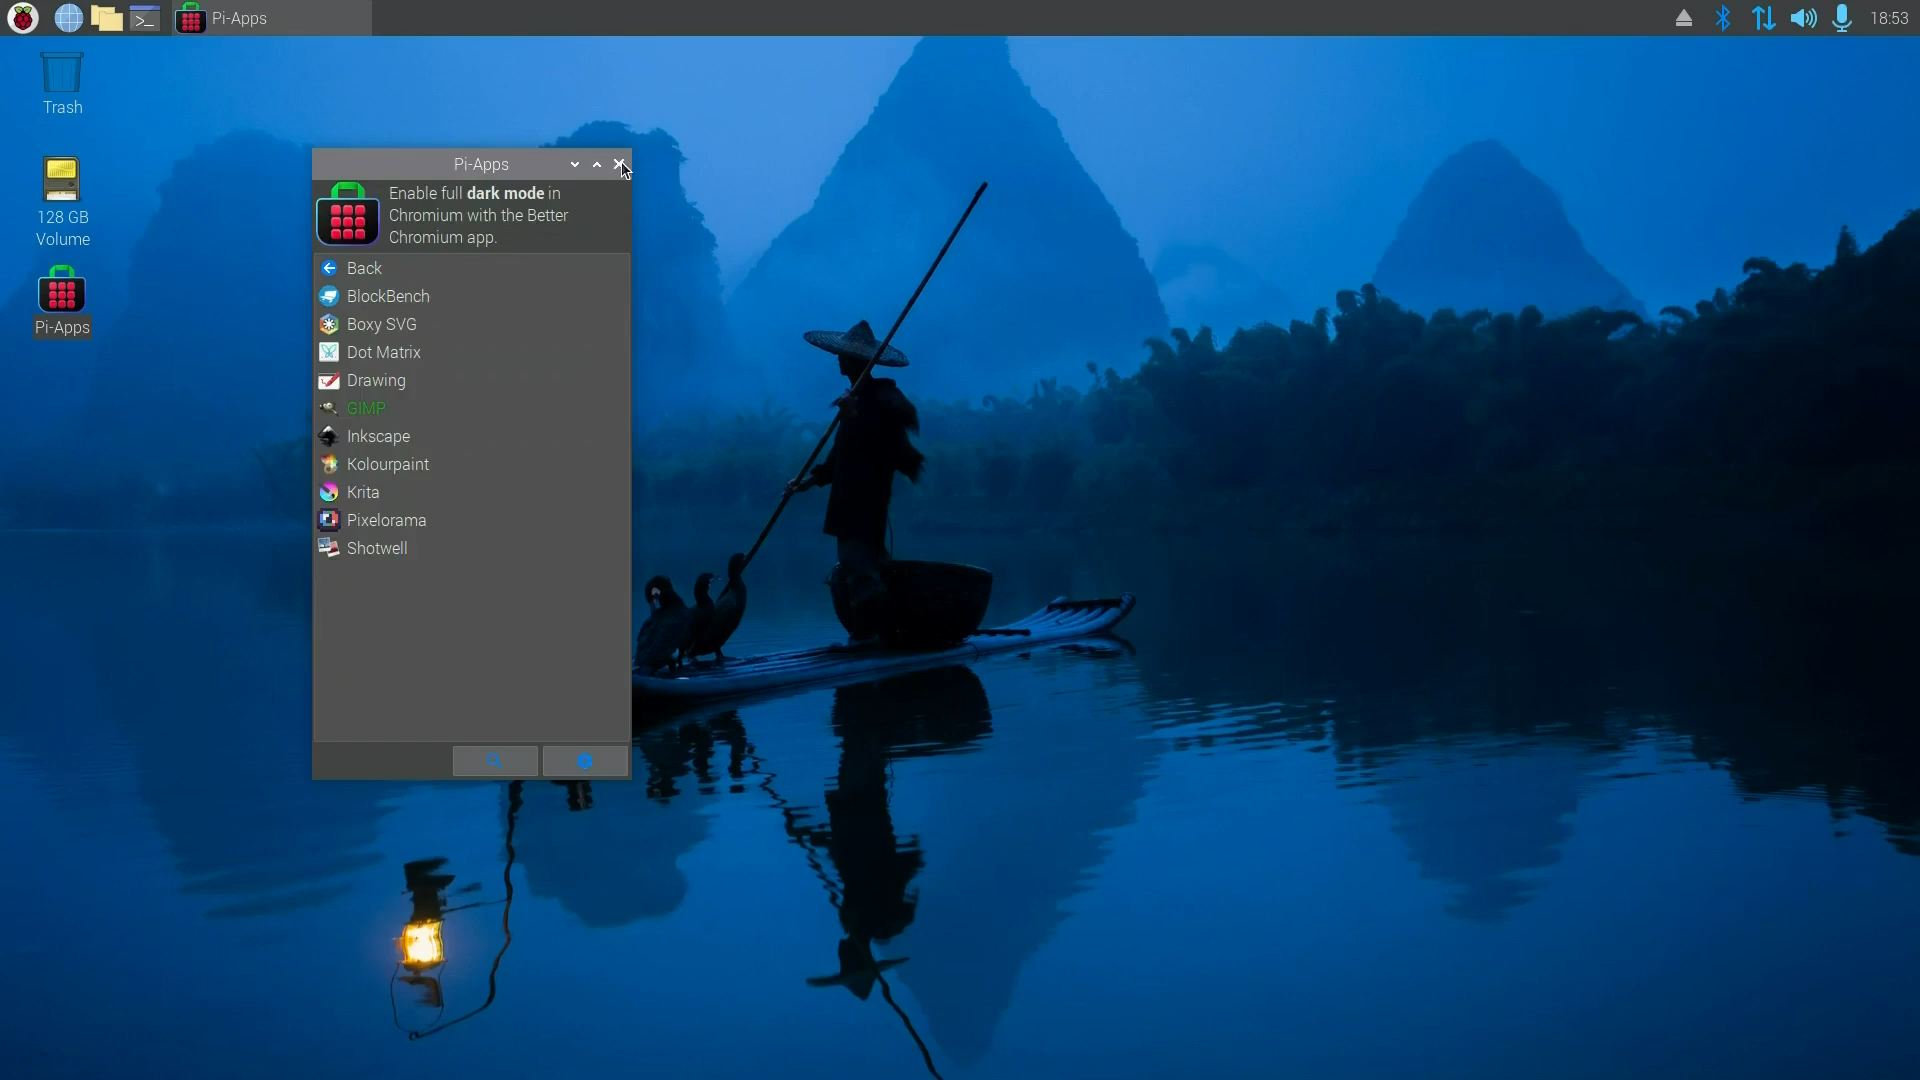 Pi-Apps
18:53
Trash
128 GB
Volume
Pi-Apps
Pi-Apps
Enable full dark mode in
Chromium with the Better
Chromium app.
Back
BlockBench
Boxy SVG
Dot Matrix
Drawing
GIMP
Inkscape
Kolourpaint
Krita
Pixelorama
Shotwell